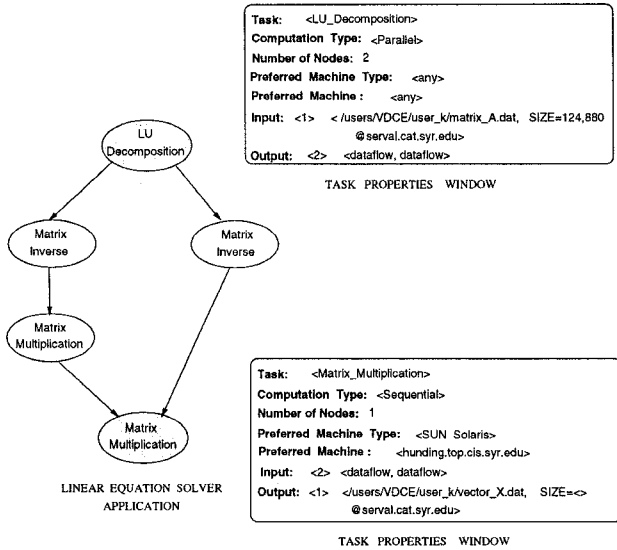 Task: <LU_Decomposition>
Computation Type: <Parallel>
Number of Nodes: 2
Preferred Machine Type: <any>
Preferred Machine : <any>
Input: <1> < /users/VDCE/user_k/matrix_A.dat, SIZE=124,880
@serval.cat.syr.edu>
Output: <2> <dataflow, dataflow>
TASK PROPERTIES WINDOW
LU
Decomposition
Matrix
Inverse
Matrix
Inverse
Matrix
Multiplication
Matrix
Multiplication
LINEAR EQUATION SOLVER
APPLICATION
Task: <Matrix_Multiplication>
Computation Type: <Sequential>
Number of Nodes: 1
Preferred Machine Type: <SUN Solaris>
Preferred Machine : <hunding.top.cis.syr.edu>
Input: <2> <dataflow, dataflow>
Output: <1> </users/VDCE/user_k/vector_X.dat, SIZE=<>
@serval.cat.syr.edu>
TASK PROPERTIES WINDOW